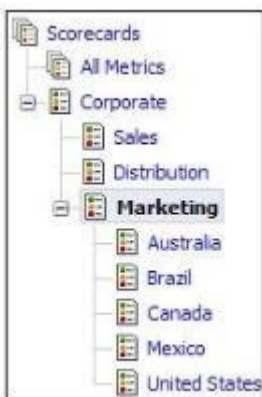 Scorecards
All Metrics
Corporate
Sales
Distribution
Marketing
Australia
Brazil
Canada
Mexico
United States